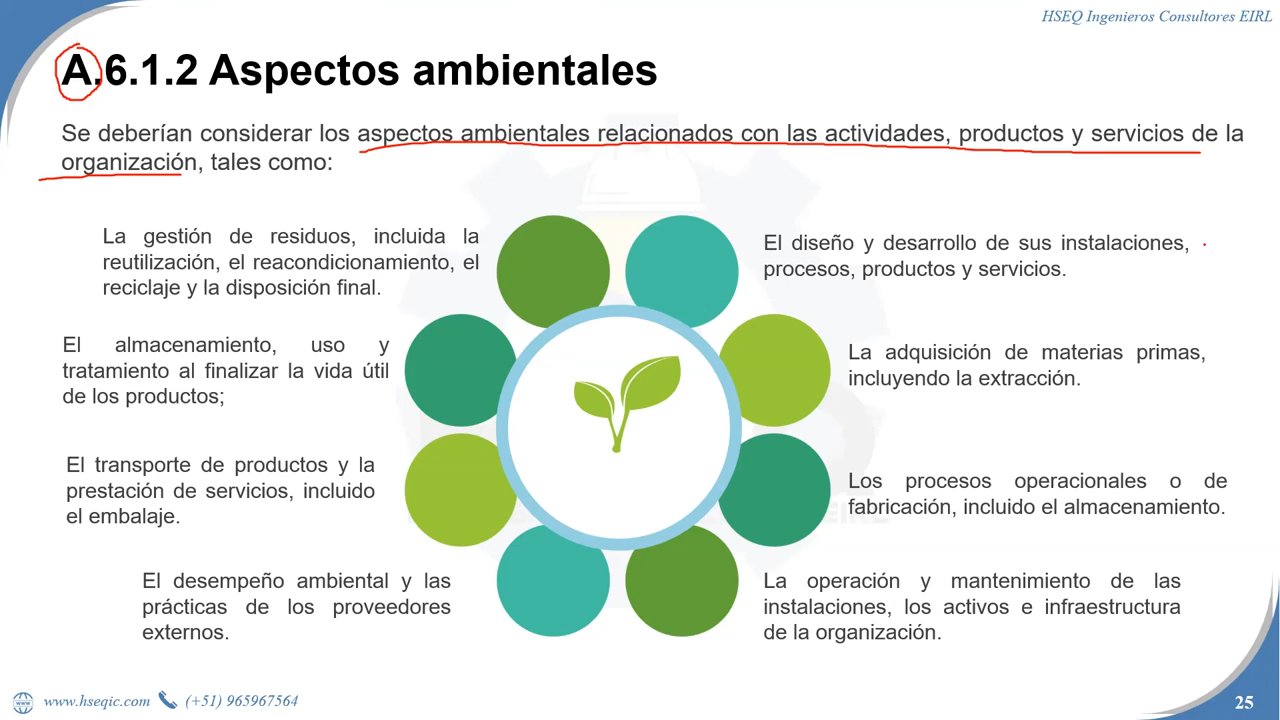 HSEQ Ingenieros Consultores EIRL
A.6.1.2 Aspectos ambientales
Se deberían considerar los aspectos ambientales relacionados con las actividades, productos y servicios de la
organización, tales como:
La gestión de residuos, incluida la
reutilización, el reacondicionamiento, el
reciclaje y la disposición final.
El diseño y desarrollo de sus instalaciones,
procesos, productos y servicios.
El almacenamiento, uso y
tratamiento al finalizar la vida útil
de los productos;
La adquisición de materias primas,
incluyendo la extracción.
El transporte de productos y la
prestación de servicios, incluido
el embalaje.
Los procesos operacionales o de
fabricación, incluido el almacenamiento.
El desempeño ambiental y las
prácticas de los proveedores
externos.
La operación y mantenimiento de las
instalaciones, los activos e infraestructura
de la organización.
www.hseqic.com
(+51) 965967564
25